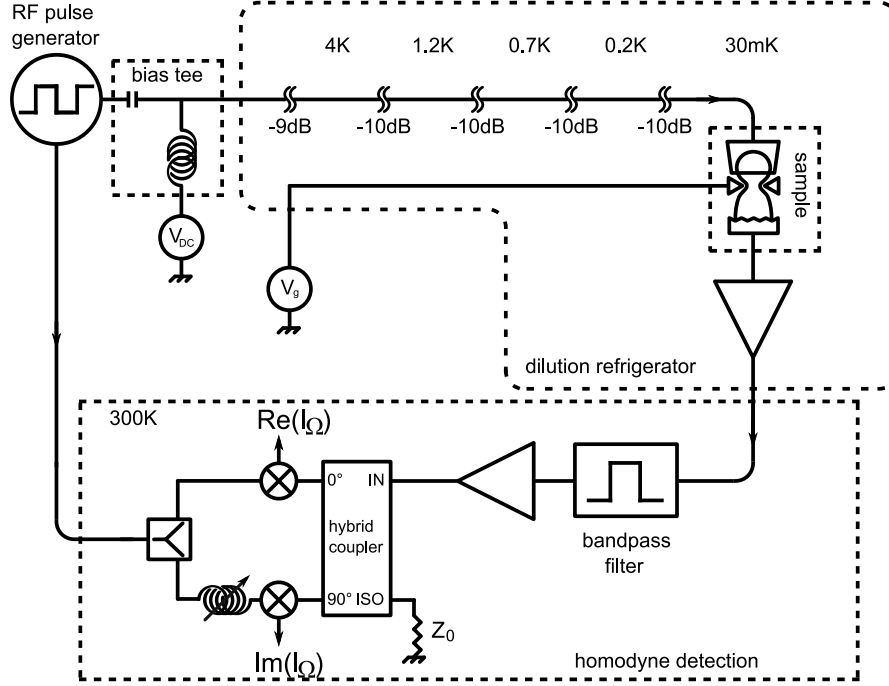 RF pulse
generator
bias tee
4K
1.2K
0.7K
0.2K
30mK
-9dB
-10dB
-10dB
-10dB
-10dB
sample
V_DC
V_g
dilution refrigerator
300K
Re(I_Ω)
0°
IN
hybrid
coupler
90°
ISO
bandpass
filter
Z_0
Im(I_Ω)
homodyne detection